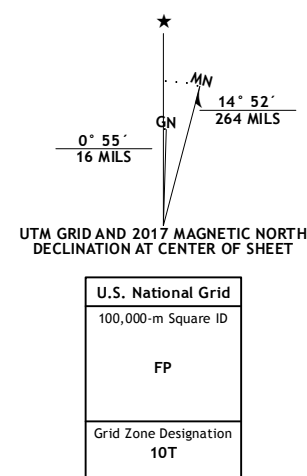 ★
MN
GN
14° 52´
264 MILS
0° 55´
16 MILS
UTM GRID AND 2017 MAGNETIC NORTH
DECLINATION AT CENTER OF SHEET
U.S. National Grid
100,000-m Square ID
FP
Grid Zone Designation
10T